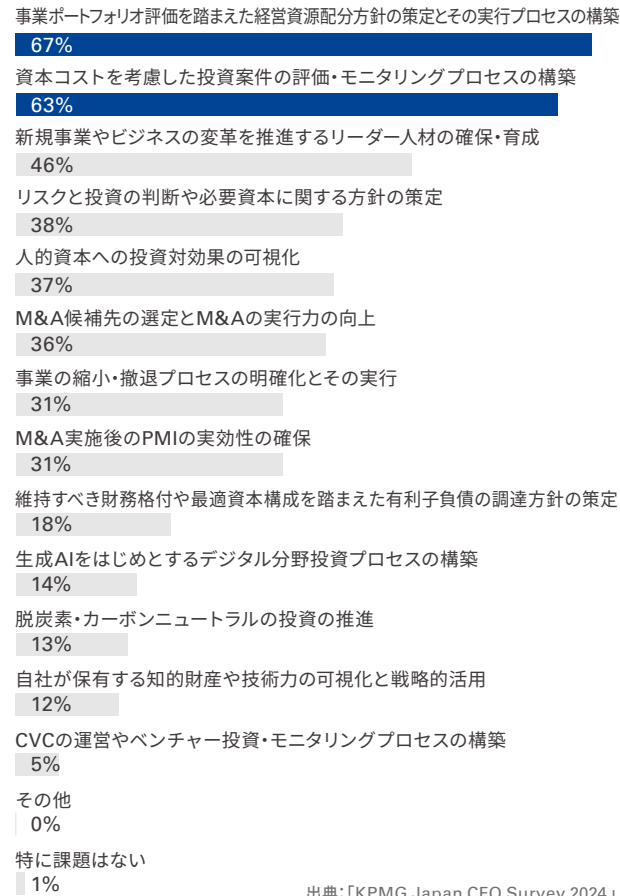 事業ポートフォリオ評価を踏まえた経営資源配分方針の策定とその実行プロセスの構築
67%
資本コストを考慮した投資案件の評価・モニタリングプロセスの構築
63%
新規事業やビジネスの変革を推進するリーダー人材の確保・育成
46%
リスクと投資の判断や必要資本に関する方針の策定
38%
人的資本への投資対効果の可視化
37%
M&A候補先の選定とM&Aの実行力の向上
36%
事業の縮小・撤退プロセスの明確化とその実行
31%
M&A実施後のPMIの実効性の確保
31%
維持すべき財務格付や最適資本構成を踏まえた有利子負債の調達方針の策定
18%
生成AIをはじめとするデジタル分野投資プロセスの構築
14%
脱炭素・カーボンニュートラルの投資の推進
13%
自社が保有する知的財産や技術力の可視化と戦略的活用
12%
CVCの運営やベンチャー投資・モニタリングプロセスの構築
5%
その他
0%
特に課題はない
1%
出典：「KPMG Japan CFO Survey 2024」